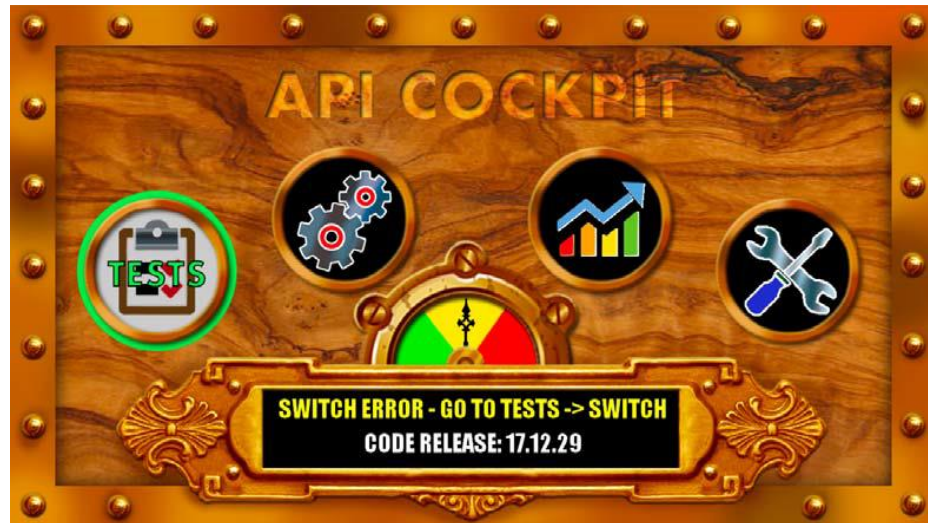 API COCKPIT
TESTS
SWITCH ERROR - GO TO TESTS -> SWITCH
CODE RELEASE: 17.12.29